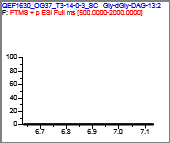 QEF1630_OG37_T3-14-0-3_SC Gly-dGly-DAG-13:2
F: FTMS + p ESI Full ms [500.0000-2000.0000]
100
80
60
40
20
0
6.7 6.8 6.9 7.0 7.1